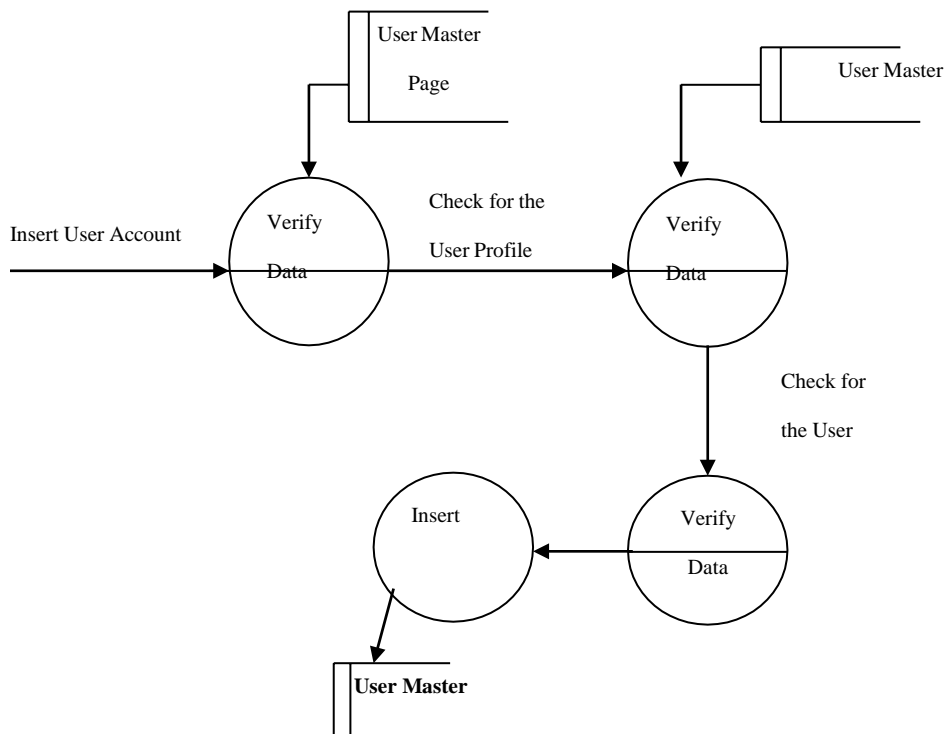 User Master
Page
User Master
Insert User Account
Verify
Data
Check for the
User Profile
Verify
Data
Check for
the User
Insert
Verify
Data
User Master